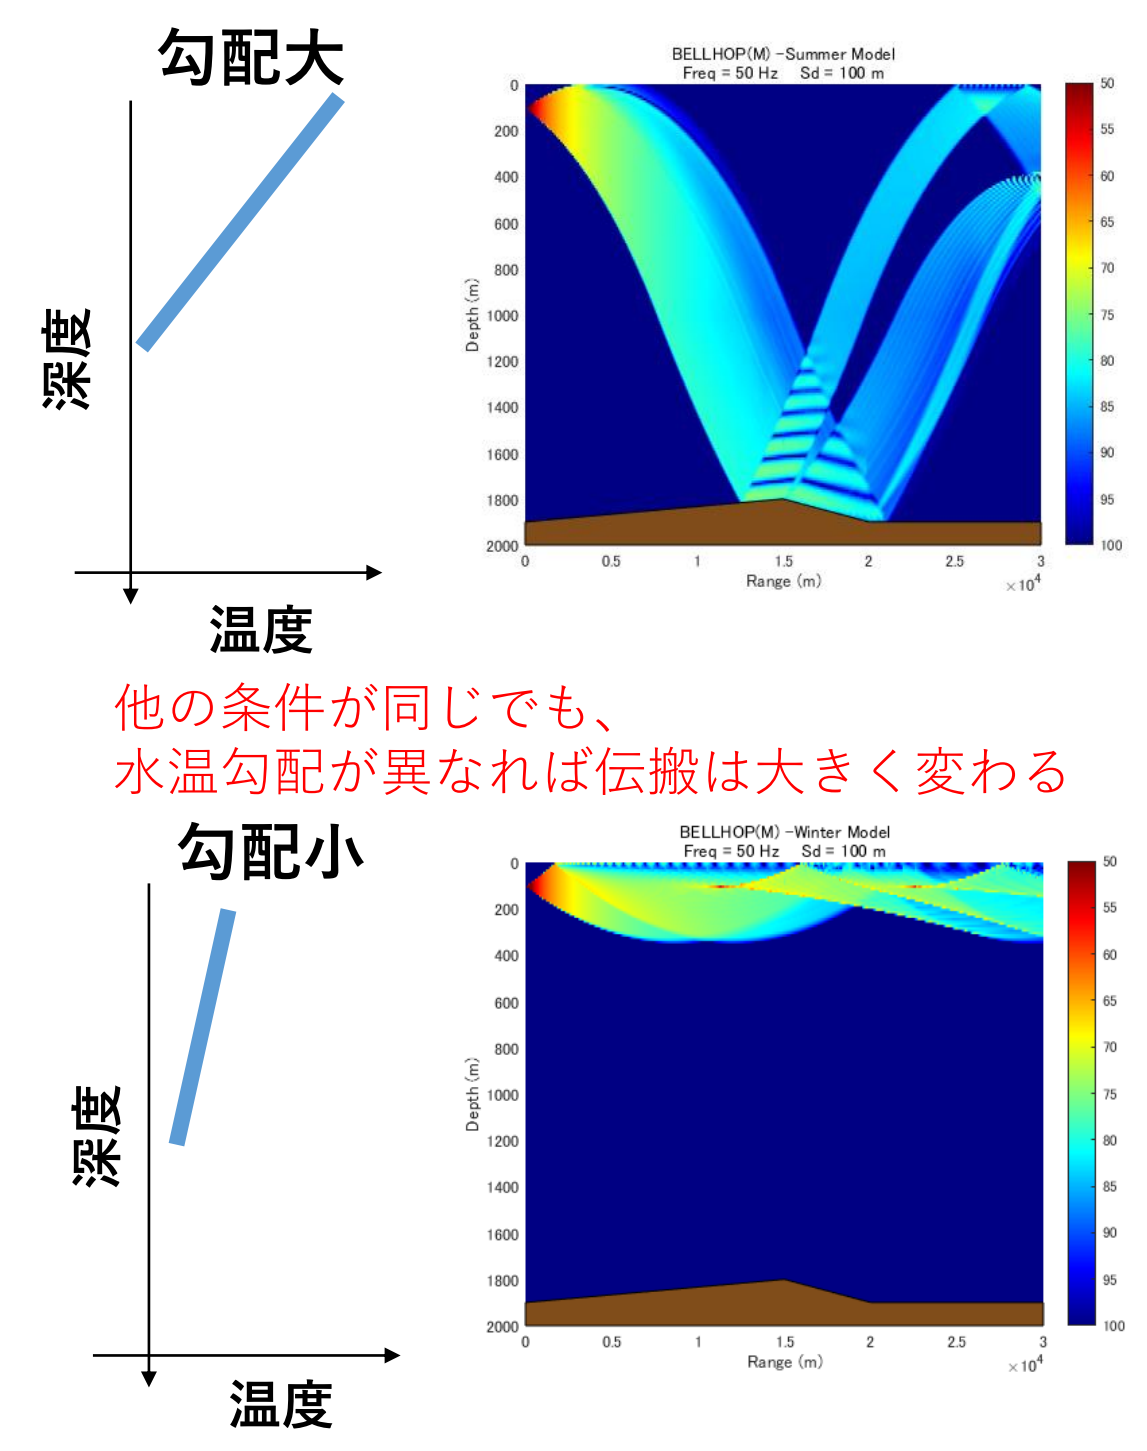 勾配大
深度
温度
BELLHOP(M) -Summer Model
Freq = 50 Hz Sd = 100 m
0
200
400
600
800
1000
1200
1400
1600
1800
2000
Depth (m)
0 0.5 1 1.5 2 2.5 3
Range (m)
×10⁴
50
55
60
65
70
75
80
85
90
95
100
他の条件が同じでも、
水温勾配が異なれば伝搬は大きく変わる
勾配小
深度
温度
BELLHOP(M) -Winter Model
Freq = 50 Hz Sd = 100 m
0
200
400
600
800
1000
1200
1400
1600
1800
2000
Depth (m)
0 0.5 1 1.5 2 2.5 3
Range (m)
×10⁴
50
55
60
65
70
75
80
85
90
95
100